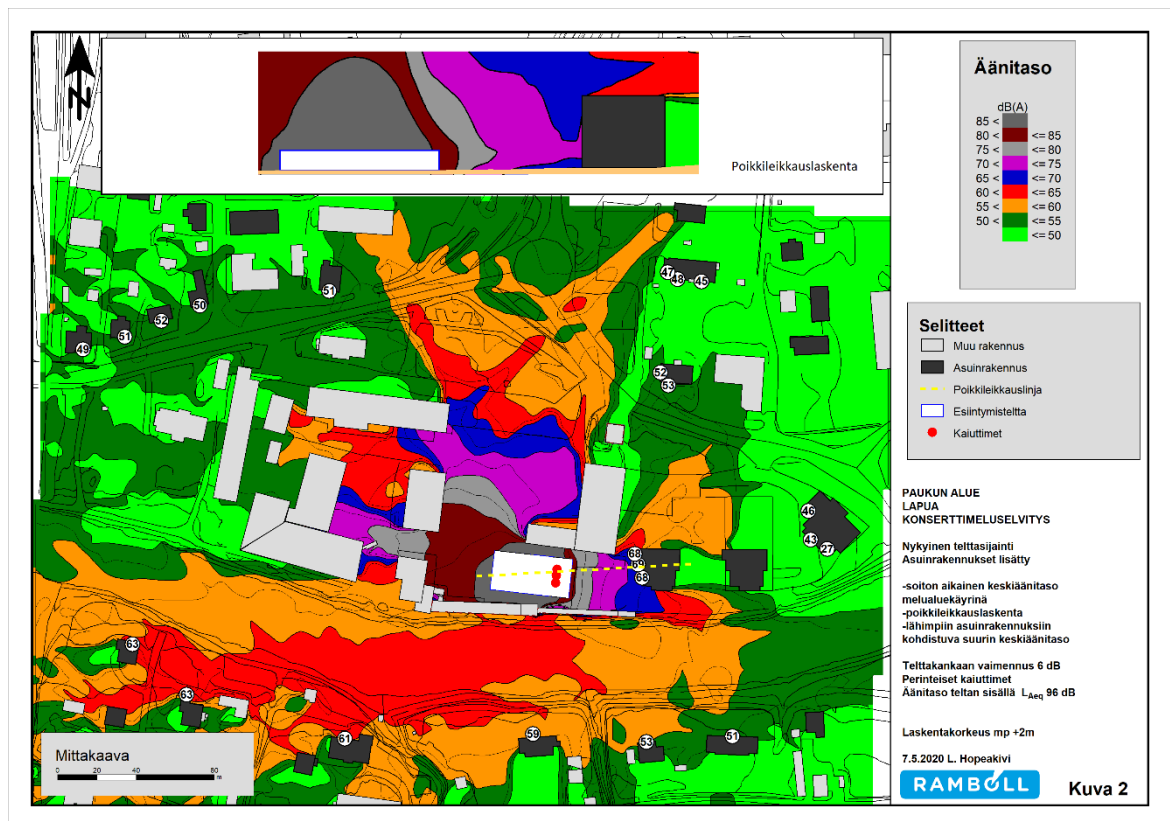 N
Poikkileikkauslaskenta
Äänitaso
dB(A)
85 <
80 < <= 85
75 < <= 80
70 < <= 75
65 < <= 70
60 < <= 65
55 < <= 60
50 < <= 55
<= 50
Selitteet
Muu rakennus
Asuinrakennus
Poikkileikkauslinja
Esiintymisteltta
Kaiuttimet
47
48
45
51
50
52
51
49
52
53
46
43
27
68
69
68
63
63
61
59
53
51
PAUKUN ALUE
LAPUA
KONSERTTIMELUSELVITYS
Nykyinen telttasijainti
Asuinrakennukset lisätty
-soiton aikainen keskiäänitaso
melualuekäyrinä
-poikkileikkauslaskenta
-lähimpiin asuinrakennuksiin
kohdistuva suurin keskiäänitaso
Telttakankaan vaimennus 6 dB
Perinteiset kaiuttimet
Äänitaso teltan sisällä LAeq 96 dB
Laskentakorkeus mp +2m
7.5.2020 L. Hopeakivi
RAMBOLL
Kuva 2
Mittakaava
0 20 40 80
m